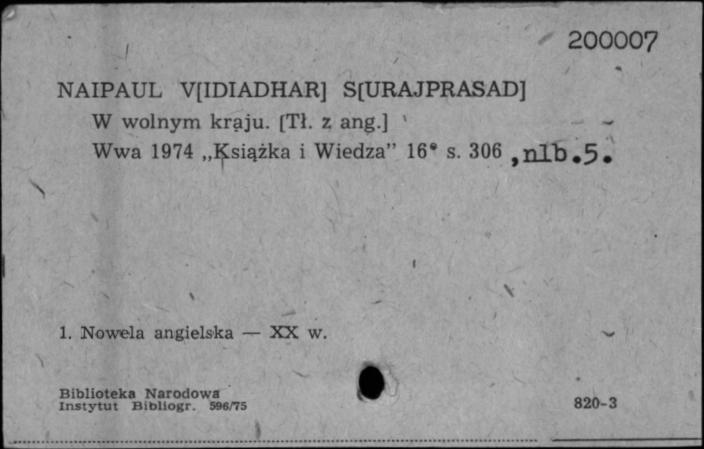 200007
NAIPAUL V[IDIADHAR] S[URAJPRASAD]
W wolnym kraju. [Tł. z ang.]
Wwa 1974 „Książka i Wiedza” 16° s. 306 , nlb.5.
1. Nowela angielska — XX w.
Biblioteka Narodowa
Instytut Bibliogr. 596/75
820-3